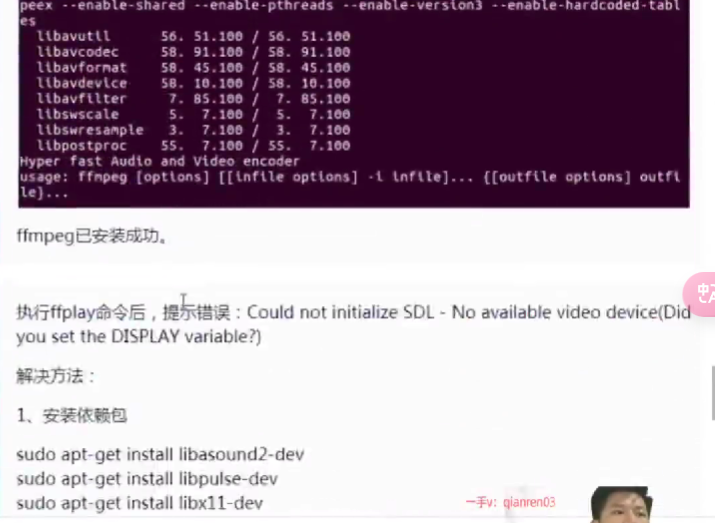 peex --enable-shared --enable-pthreads --enable-version3 --enable-hardcoded-tabl
es
libavutil      56. 51.100 / 56. 51.100
libavcodec     58. 91.100 / 58. 91.100
libavformat    58. 45.100 / 58. 45.100
libavdevice    58. 10.100 / 58. 10.100
libavfilter     7. 85.100 /  7. 85.100
libswscale      5.  7.100 /  5.  7.100
libswresample   3.  7.100 /  3.  7.100
libpostproc    55.  7.100 / 55.  7.100
Hyper fast Audio and Video encoder
usage: ffmpeg [options] [[infile options] -i infile]... {[outfile options] outfi
le}...
ffmpeg已安装成功。
执行ffplay命令后，提示错误：Could not initialize SDL - No available video device(Did
you set the DISPLAY variable?)
解决方法：
1、安装依赖包
sudo apt-get install libasound2-dev
sudo apt-get install libpulse-dev
sudo apt-get install libx11-dev
一手v：qianren03